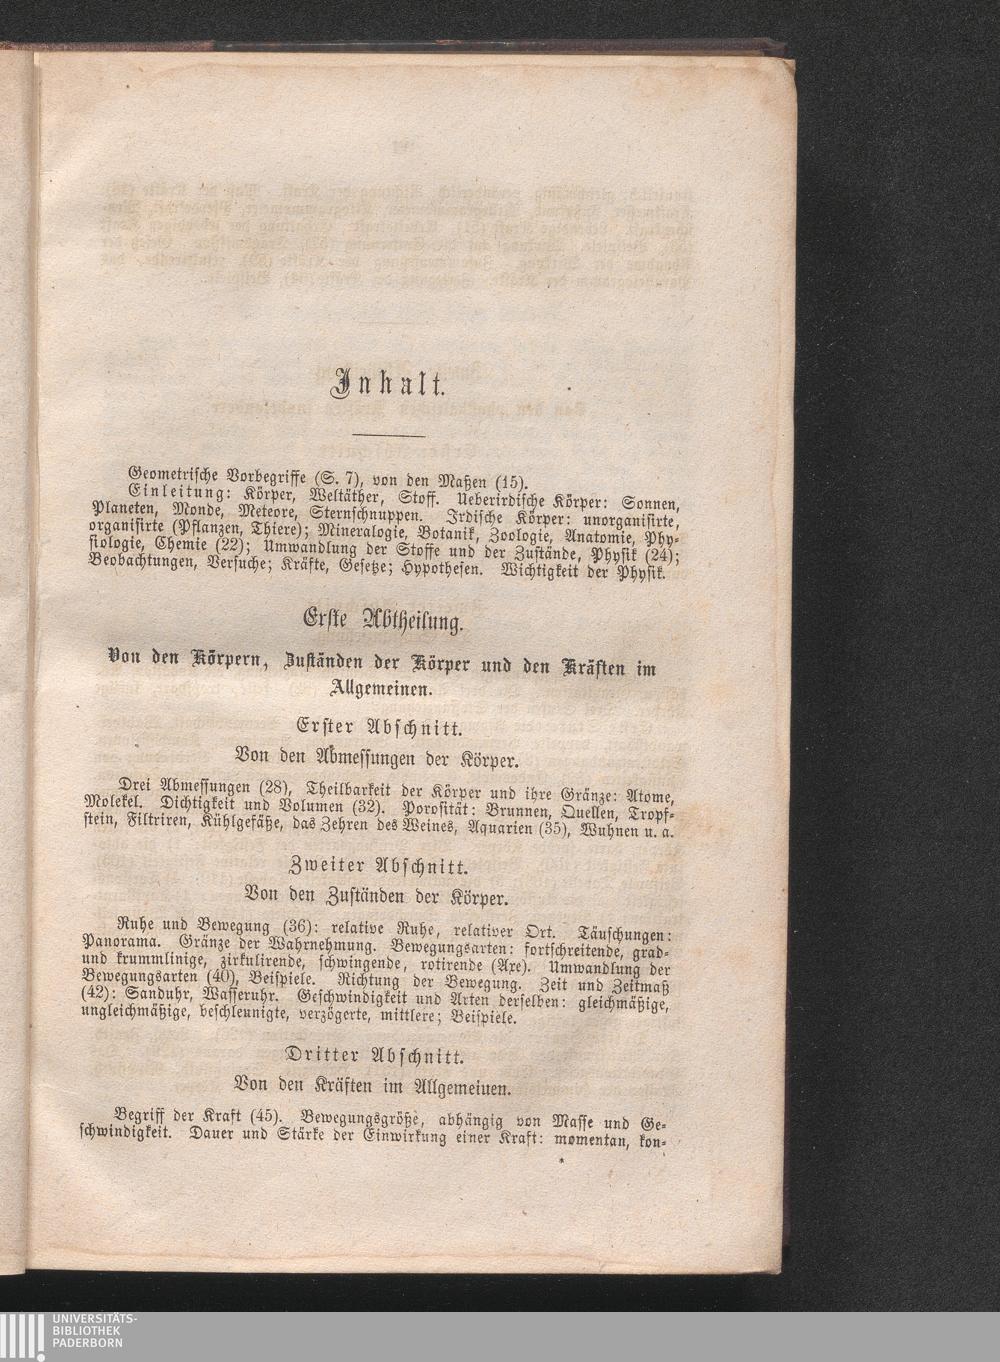 Inhalt.
Geometrische Vorbegriffe (S. 7), von den Maßen (15).
Einleitung: Körper, Weltäther, Stoff. Ueberirdische Körper: Sonnen,
Planeten, Monde, Meteore, Sternschnuppen. Irdische Körper: unorganisirte,
organisirte (Pflanzen, Thiere); Mineralogie, Botanik, Zoologie, Anatomie, Phy-
siologie, Chemie (22); Umwandlung der Stoffe und der Zustände, Physik (24);
Beobachtungen, Versuche; Kräfte, Gesetze; Hypothesen. Wichtigkeit der Physik.
Erste Abtheilung.
Von den Körpern, Zuständen der Körper und den Kräften im
Allgemeinen.
Erster Abschnitt.
Von den Abmessungen der Körper.
Drei Abmessungen (28), Theilbarkeit der Körper und ihre Gränze: Atome,
Molekel. Dichtigkeit und Volumen (32). Porosität: Brunnen, Quellen, Tropf-
stein, Filtriren, Kühlgefäße, das Zehren des Weines, Aquarien (35), Wuhnen u. a.
Zweiter Abschnitt.
Von den Zuständen der Körper.
Ruhe und Bewegung (36): relative Ruhe, relativer Ort. Täuschungen:
Panorama. Gränze der Wahrnehmung. Bewegungsarten: fortschreitende, grad-
und krummlinige, zirkulirende, schwingende, rotirende (Axe). Umwandlung der
Bewegungsarten (40), Beispiele. Richtung der Bewegung. Zeit und Zeitmaß
(42): Sanduhr, Wasseruhr. Geschwindigkeit und Arten derselben: gleichmäßige,
ungleichmäßige, beschleunigte, verzögerte, mittlere; Beispiele.
Dritter Abschnitt.
Von den Kräften im Allgemeiuen.
Begriff der Kraft (45). Bewegungsgröße, abhängig von Masse und Ge-
schwindigkeit. Dauer und Stärke der Einwirkung einer Kraft: momentan, kon-
*
UNIVERSITÄTS-
BIBLIOTHEK
PADERBORN